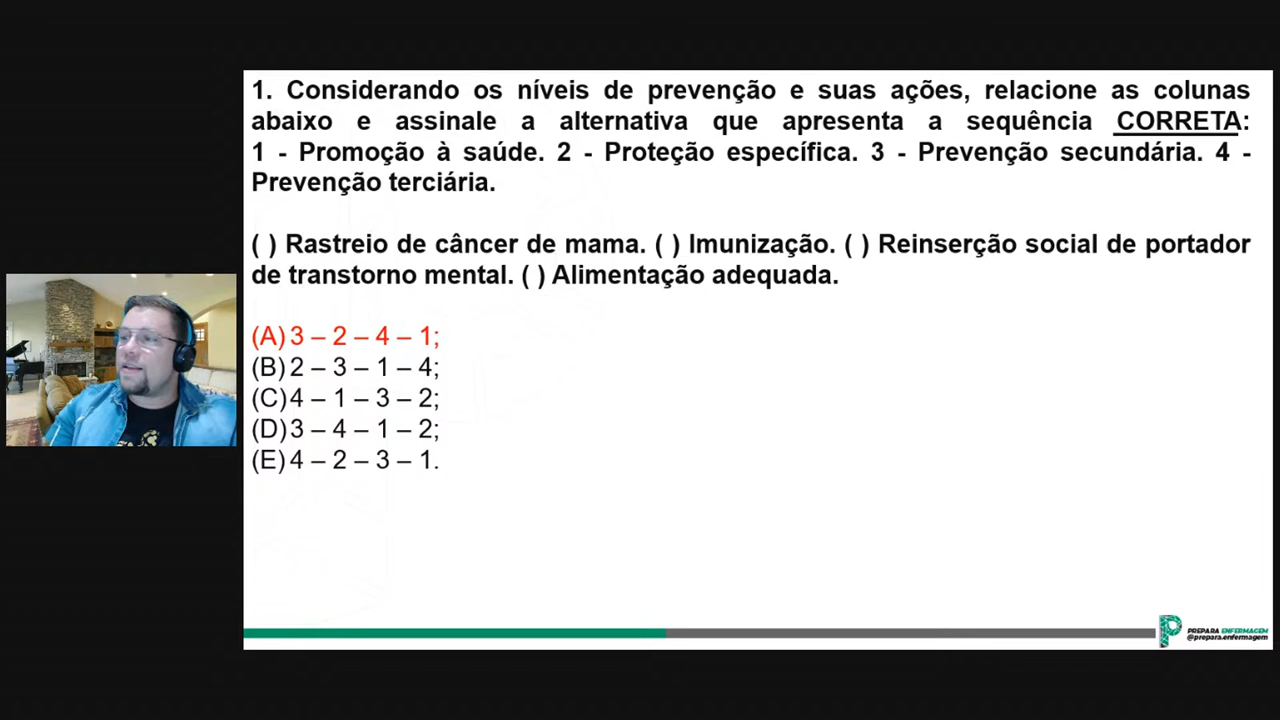 1. Considerando os níveis de prevenção e suas ações, relacione as colunas
abaixo e assinale a alternativa que apresenta a sequência CORRETA:
1 - Promoção à saúde. 2 - Proteção específica. 3 - Prevenção secundária. 4 -
Prevenção terciária.
( ) Rastreio de câncer de mama. ( ) Imunização. ( ) Reinserção social de portador
de transtorno mental. ( ) Alimentação adequada.
(A) 3 – 2 – 4 – 1;
(B) 2 – 3 – 1 – 4;
(C) 4 – 1 – 3 – 2;
(D) 3 – 4 – 1 – 2;
(E) 4 – 2 – 3 – 1.
PREPARA ENFERMAGEM
@prepara.enfermagem